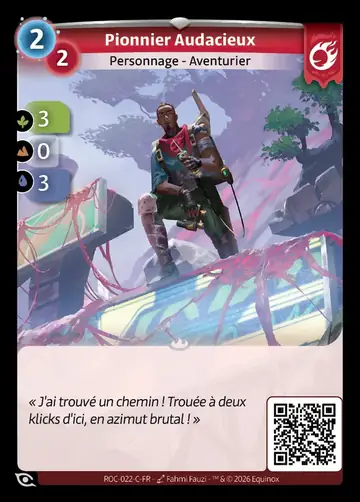 2
2
Pionnier Audacieux
Personnage - Aventurier
3
0
3
« J'ai trouvé un chemin ! Trouée à deux
klicks d'ici, en azimut brutal ! »
ROC-022-C-FR - Fahmi Fauzi - ™ & © 2026 Equinox